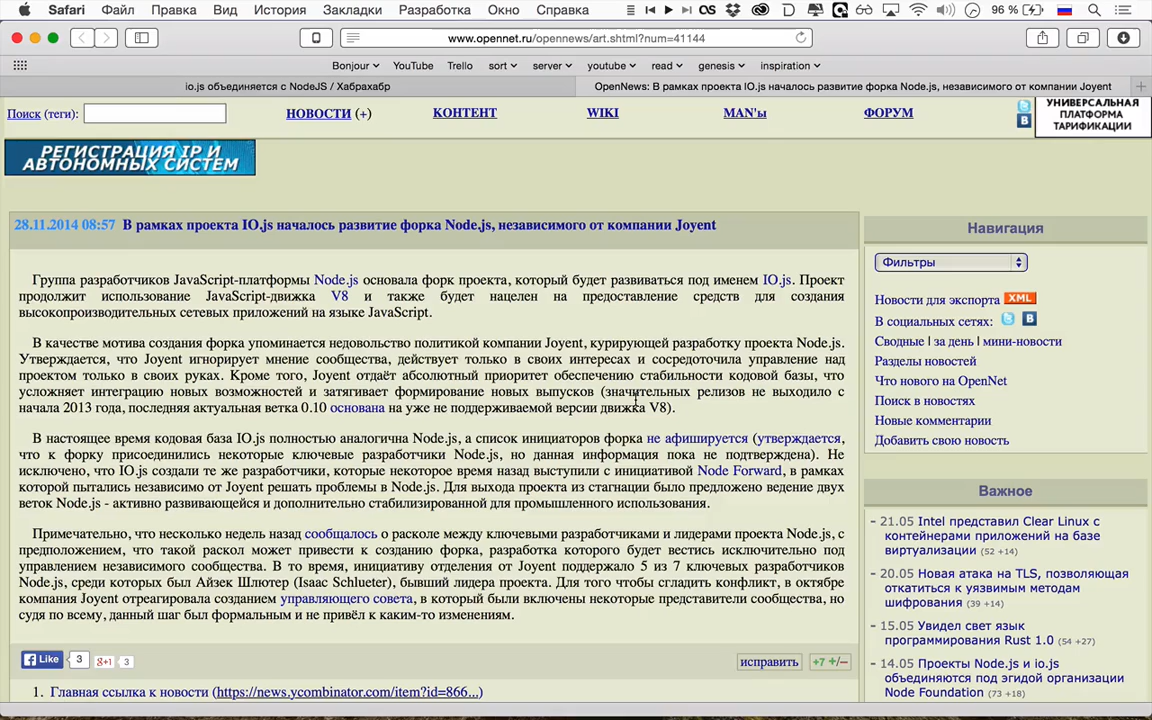 Safari Файл Правка Вид История Закладки Разработка Окно Справка 96 %
www.opennet.ru/opennews/art.shtml?num=41144
Bonjour YouTube Trello sort server youtube read genesis inspiration
io.js объединяется с NodeJS / Хабрахабр
OpenNews: В рамках проекта IO.js началось развитие форка Node.js, независимого от компании Joyent
Поиск (теги): НОВОСТИ (+) КОНТЕНТ WIKI MAN'ы ФОРУМ
УНИВЕРСАЛЬНАЯ
ПЛАТФОРМА
ТАРИФИКАЦИИ
РЕГИСТРАЦИЯ IP И
АВТОНОМНЫХ СИСТЕМ
28.11.2014 08:57 В рамках проекта IO.js началось развитие форка Node.js, независимого от компании Joyent
Группа разработчиков JavaScript-платформы Node.js основала форк проекта, который будет развиваться под именем IO.js. Проект
продолжит использование JavaScript-движка V8 и также будет нацелен на предоставление средств для создания
высокопроизводительных сетевых приложений на языке JavaScript.
В качестве мотива создания форка упоминается недовольство политикой компании Joyent, курирующей разработку проекта Node.js.
Утверждается, что Joyent игнорирует мнение сообщества, действует только в своих интересах и сосредоточила управление над
проектом только в своих руках. Кроме того, Joyent отдаёт абсолютный приоритет обеспечению стабильности кодовой базы, что
усложняет интеграцию новых возможностей и затягивает формирование новых выпусков (значительных релизов не выходило с
начала 2013 года, последняя актуальная ветка 0.10 основана на уже не поддерживаемой версии движка V8).
В настоящее время кодовая база IO.js полностью аналогична Node.js, а список инициаторов форка не афишируется (утверждается,
что к форку присоединились некоторые ключевые разработчики Node.js, но данная информация пока не подтверждена). Не
исключено, что IO.js создали те же разработчики, которые некоторое время назад выступили с инициативой Node Forward, в рамках
которой пытались независимо от Joyent решать проблемы в Node.js. Для выхода проекта из стагнации было предложено ведение двух
веток Node.js - активно развивающейся и дополнительно стабилизированной для промышленного использования.
Примечательно, что несколько недель назад сообщалось о расколе между ключевыми разработчиками и лидерами проекта Node.js, с
предположением, что такой раскол может привести к созданию форка, разработка которого будет вестись исключительно под
управлением независимого сообщества. В то время, инициативу отделения от Joyent поддержало 5 из 7 ключевых разработчиков
Node.js, среди которых был Айзек Шлютер (Isaac Schlueter), бывший лидера проекта. Для того чтобы сгладить конфликт, в октябре
компания Joyent отреагировала созданием управляющего совета, в который были включены некоторые представители сообщества, но
судя по всему, данный шаг был формальным и не привёл к каким-то изменениям.
Like 3 g+1 3 исправить +7 +/–
1. Главная ссылка к новости (https://news.ycombinator.com/item?id=866...)
Навигация
Фильтры
Новости для экспорта XML
В социальных сетях:
Сводные | за день | мини-новости
Разделы новостей
Что нового на OpenNet
Поиск в новостях
Новые комментарии
Добавить свою новость
Важное
- 21.05 Intel представил Clear Linux с
контейнерами приложений на базе
виртуализации (52 +14)
- 20.05 Новая атака на TLS, позволяющая
откатиться к уязвимым методам
шифрования (39 +14)
- 15.05 Увидел свет язык
программирования Rust 1.0 (54 +27)
- 14.05 Проекты Node.js и io.js
объединяются под эгидой организации
Node Foundation (73 +18)